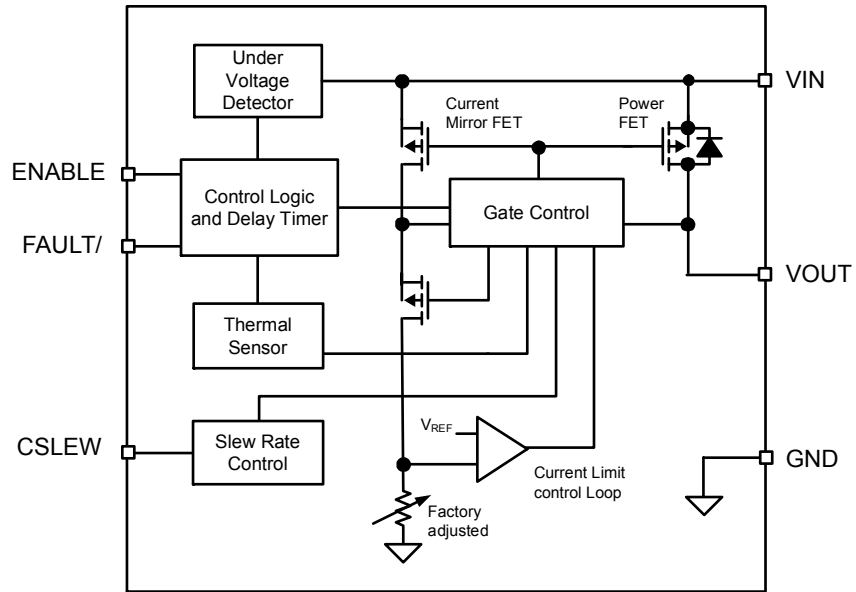 Under
Voltage
Detector
VIN
Current
Mirror FET
Power
FET
ENABLE
Control Logic
and Delay Timer
Gate Control
FAULT/
VOUT
Thermal
Sensor
CSLEW
Slew Rate
Control
VREF
Current Limit
control Loop
GND
Factory
adjusted